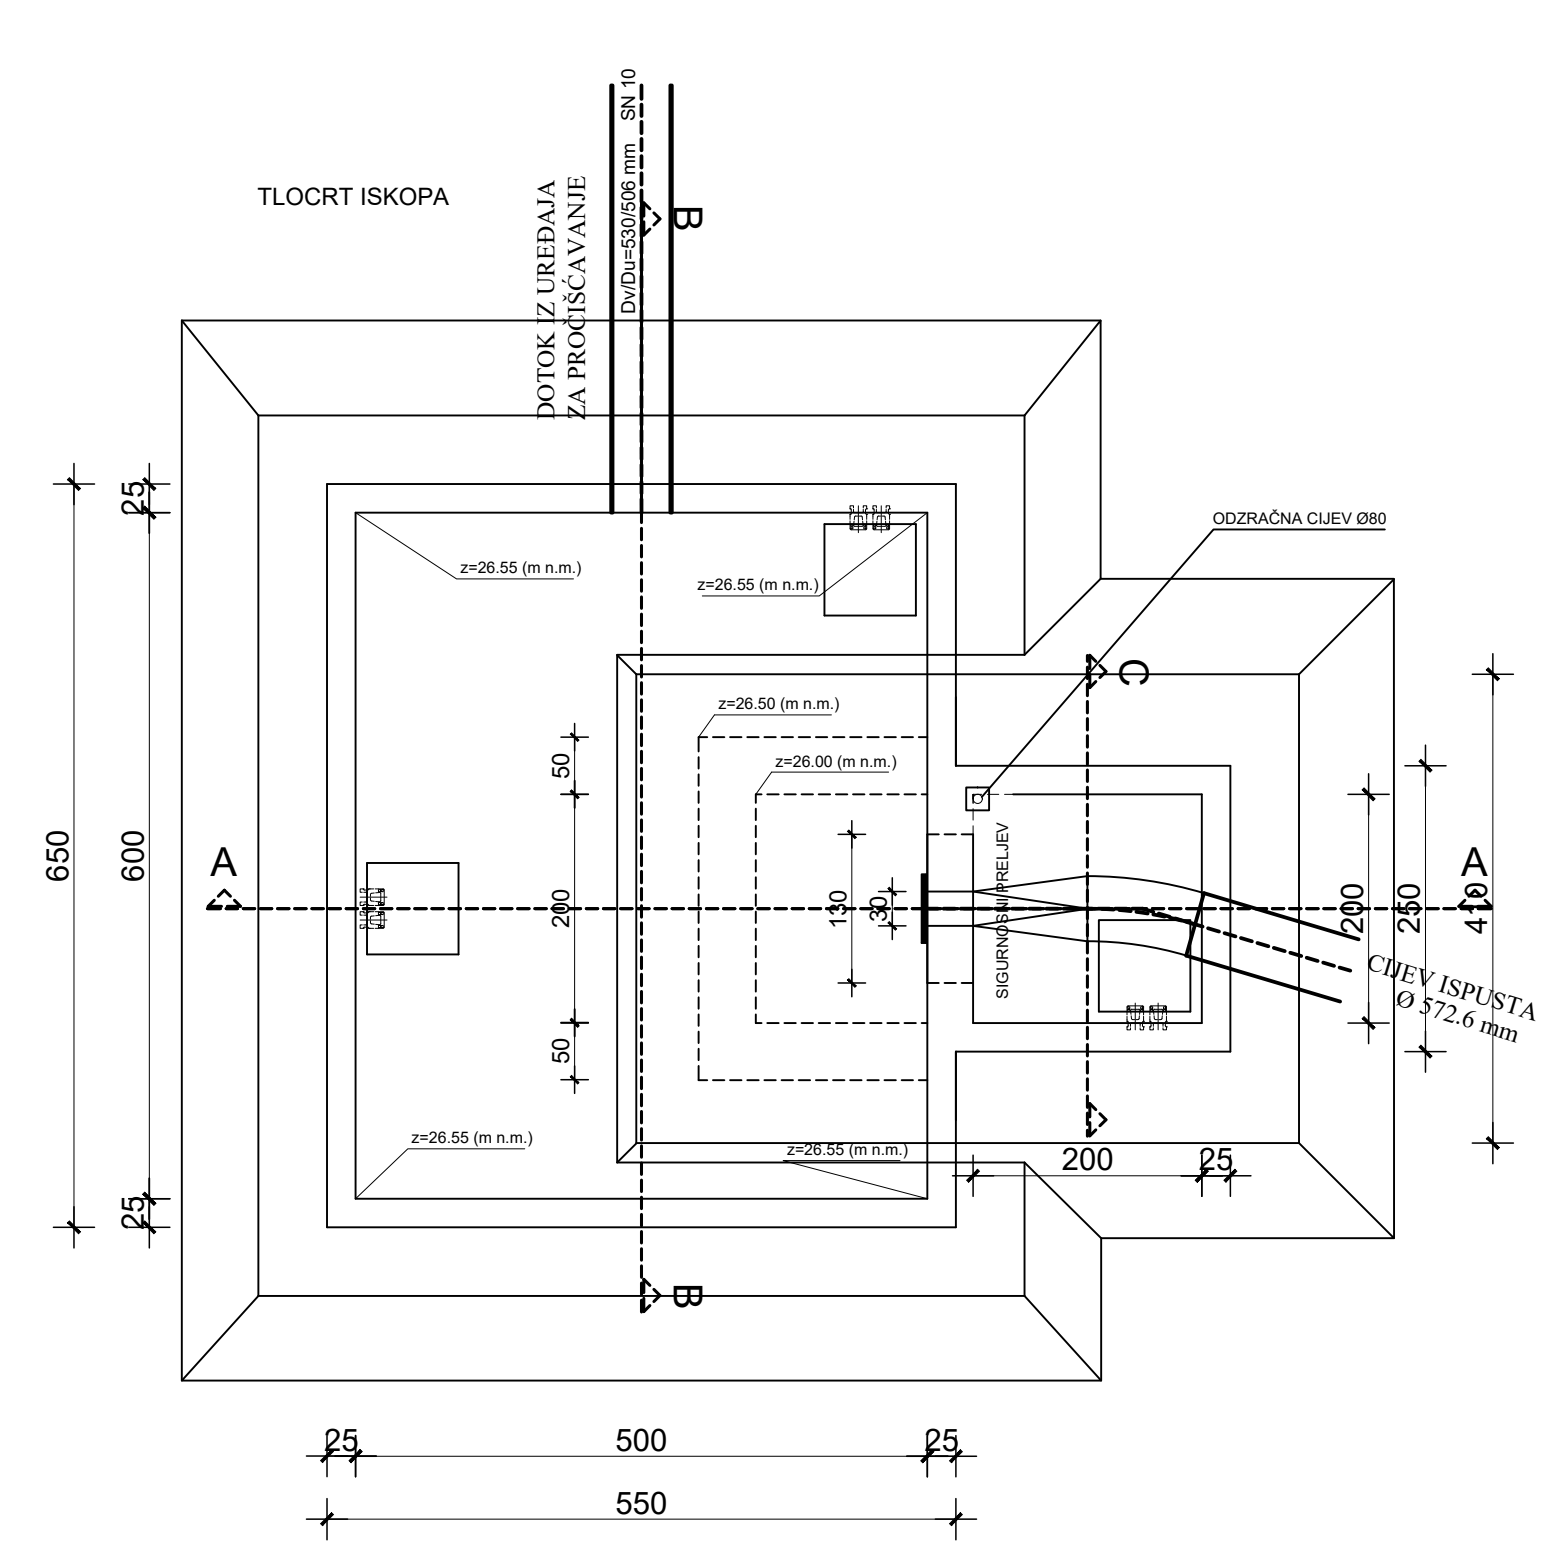 TLOCRT ISKOPA
DOTOK IZ UREĐAJA
ZA PROČIŠĆAVANJE
Dv/Du=530/506 mm SN 10
B
ODZRAČNA CIJEV Ø80
z=26.55 (m n.m.)
z=26.55 (m n.m.)
C
z=26.50 (m n.m.)
z=26.00 (m n.m.)
25
650
600
25
A
50
200
50
130
30
SIGURNOSNI PRELJEV
200
250
410
A
CIJEV ISPUSTA
Ø 572.6 mm
z=26.55 (m n.m.)
z=26.55 (m n.m.)
200
25
B
25
500
25
550